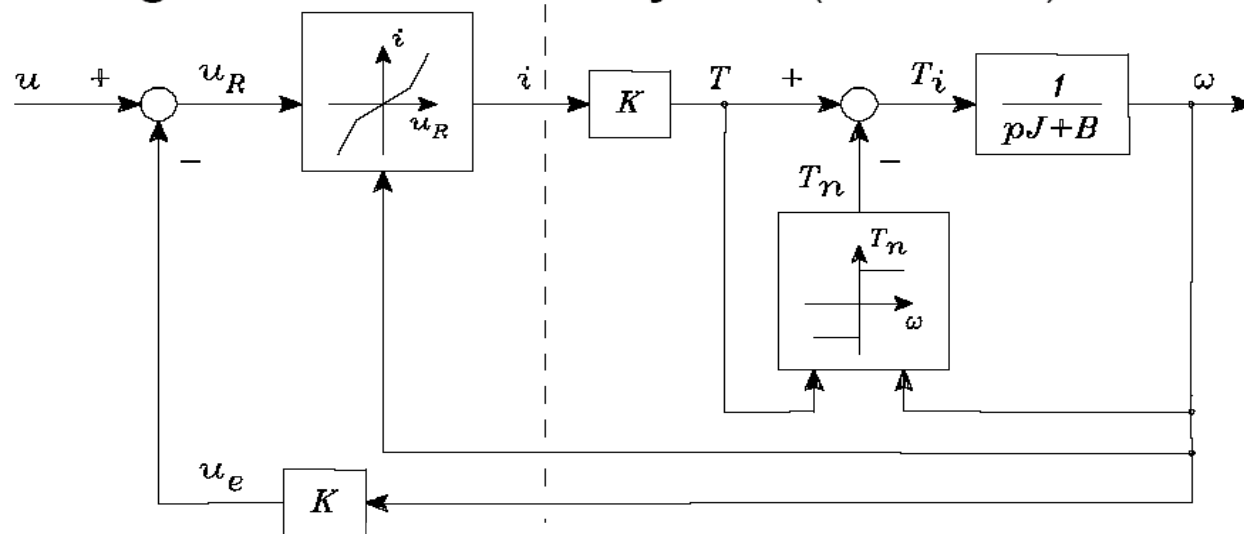 u + u_R i u_R i K T + T_i 1 ω
pJ+B
−
T_n −
T_n
ω
u_e K